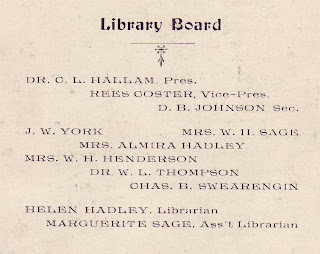 Library Board
DR. C. L. HALLAM, Pres.
REES COSTER, Vice-Pres.
D. B. JOHNSON Sec.
J. W. YORK MRS. W. H. SAGE
MRS. ALMIRA HADLEY
MRS. W. H. HENDERSON
DR. W. L. THOMPSON
CHAS. B. SWEARENGIN
HELEN HADLEY, Librarian
MARGUERITE SAGE, Ass't Librarian